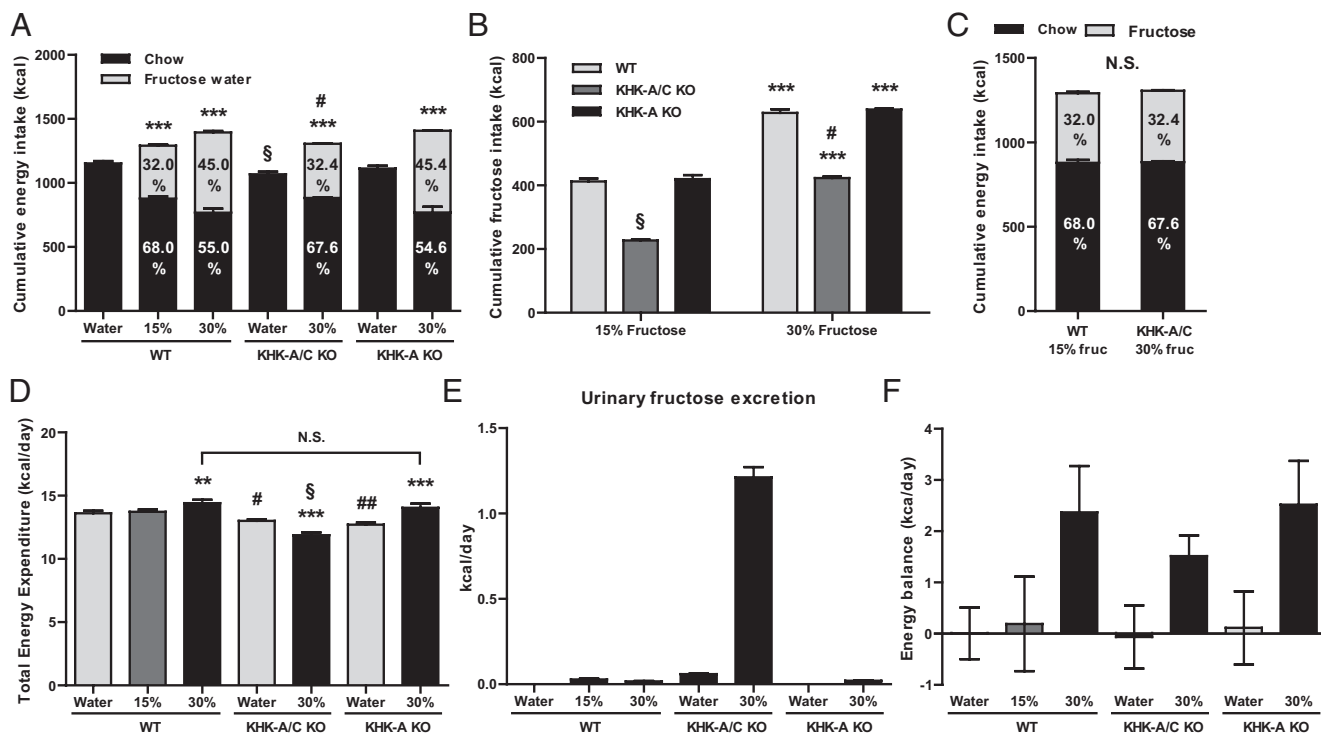 A
Chow
Fructose water
Cumulative energy intake (kcal)
2000
1500
1000
500
0
***
***
§
#
***
***
32.0
%
45.0
%
32.4
%
45.4
%
68.0
%
55.0
%
67.6
%
54.6
%
Water 15% 30% Water 30% Water 30%
WT KHK-A/C KO KHK-A KO
B
WT
KHK-A/C KO
KHK-A KO
Cumulative fructose intake (kcal)
800
600
400
200
0
§
***
#
***
***
15% Fructose 30% Fructose
C
Chow Fructose
Cumulative energy intake (kcal)
1500
1000
500
0
N.S.
32.0
%
32.4
%
68.0
%
67.6
%
WT
15% fruc
KHK-A/C
30% fruc
D
Total Energy Expenditure (kcal/day)
20
15
10
5
0
N.S.
**
#
§
***
##
***
Water 15% 30% Water 30% Water 30%
WT KHK-A/C KO KHK-A KO
E
Urinary fructose excretion
kcal/day
1.5
1.0
0.5
0.0
Water 15% 30% Water 30% Water 30%
WT KHK-A/C KO KHK-A KO
F
Energy balance (kca/day)
4
3
2
1
0
-1
Water 15% 30% Water 30% Water 30%
WT KHK-A/C KO KHK-A KO